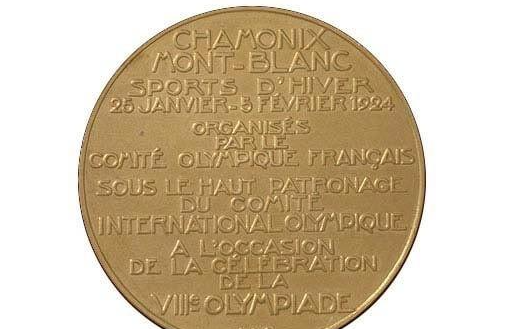 CHAMONIX
MONT-BLANC
SPORTS D'HIVER
25 JANVIER-5 FÉVRIER 1924
ORGANISÉS
PAR LE
COMITÉ OLYMPIQUE FRANÇAIS
SOUS LE HAUT PATRONAGE
DU COMITÉ
INTERNATIONAL OLYMPIQUE
A L'OCCASION
DE LA CÉLÉBRATION
DE LA
VIIIe OLYMPIADE